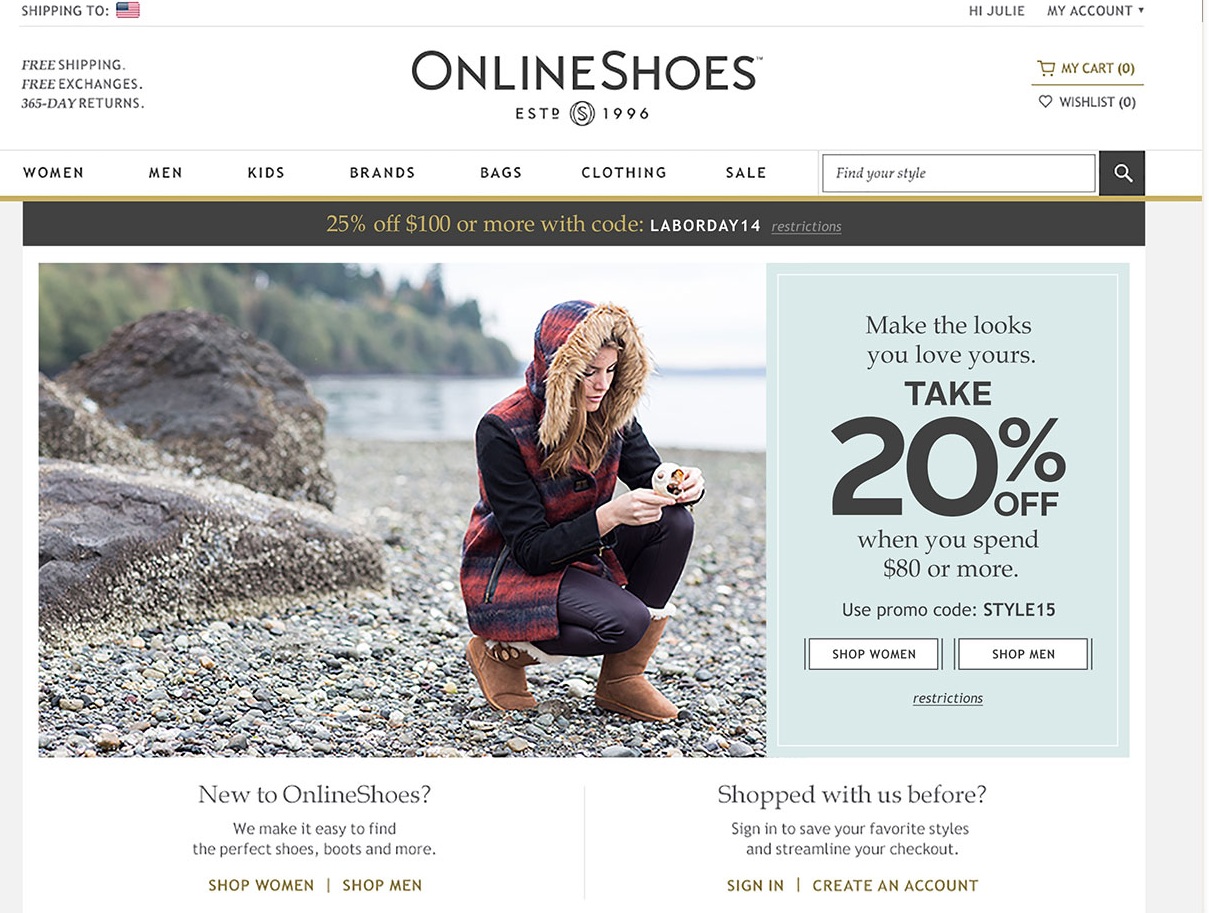 SHIPPING TO:
HI JULIE
MY ACCOUNT
FREE SHIPPING.
FREE EXCHANGES.
365-DAY RETURNS.
ONLINESHOES™
ESTD S 1996
MY CART (0)
WISHLIST (0)
WOMEN
MEN
KIDS
BRANDS
BAGS
CLOTHING
SALE
Find your style
25% off $100 or more with code: LABORDAY14 restrictions
Make the looks
you love yours.
TAKE
20%
OFF
when you spend
$80 or more.
Use promo code: STYLE15
SHOP WOMEN
SHOP MEN
restrictions
New to OnlineShoes?
We make it easy to find
the perfect shoes, boots and more.
SHOP WOMEN | SHOP MEN
Shopped with us before?
Sign in to save your favorite styles
and streamline your checkout.
SIGN IN | CREATE AN ACCOUNT